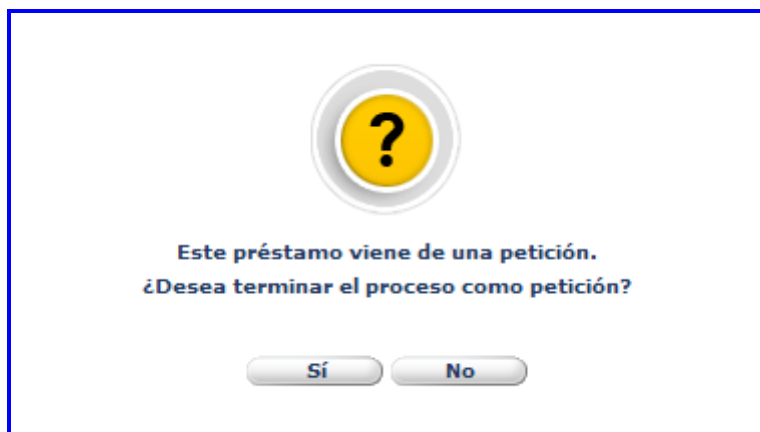 ?
Este préstamo viene de una petición.
¿Desea terminar el proceso como petición?
Sí No